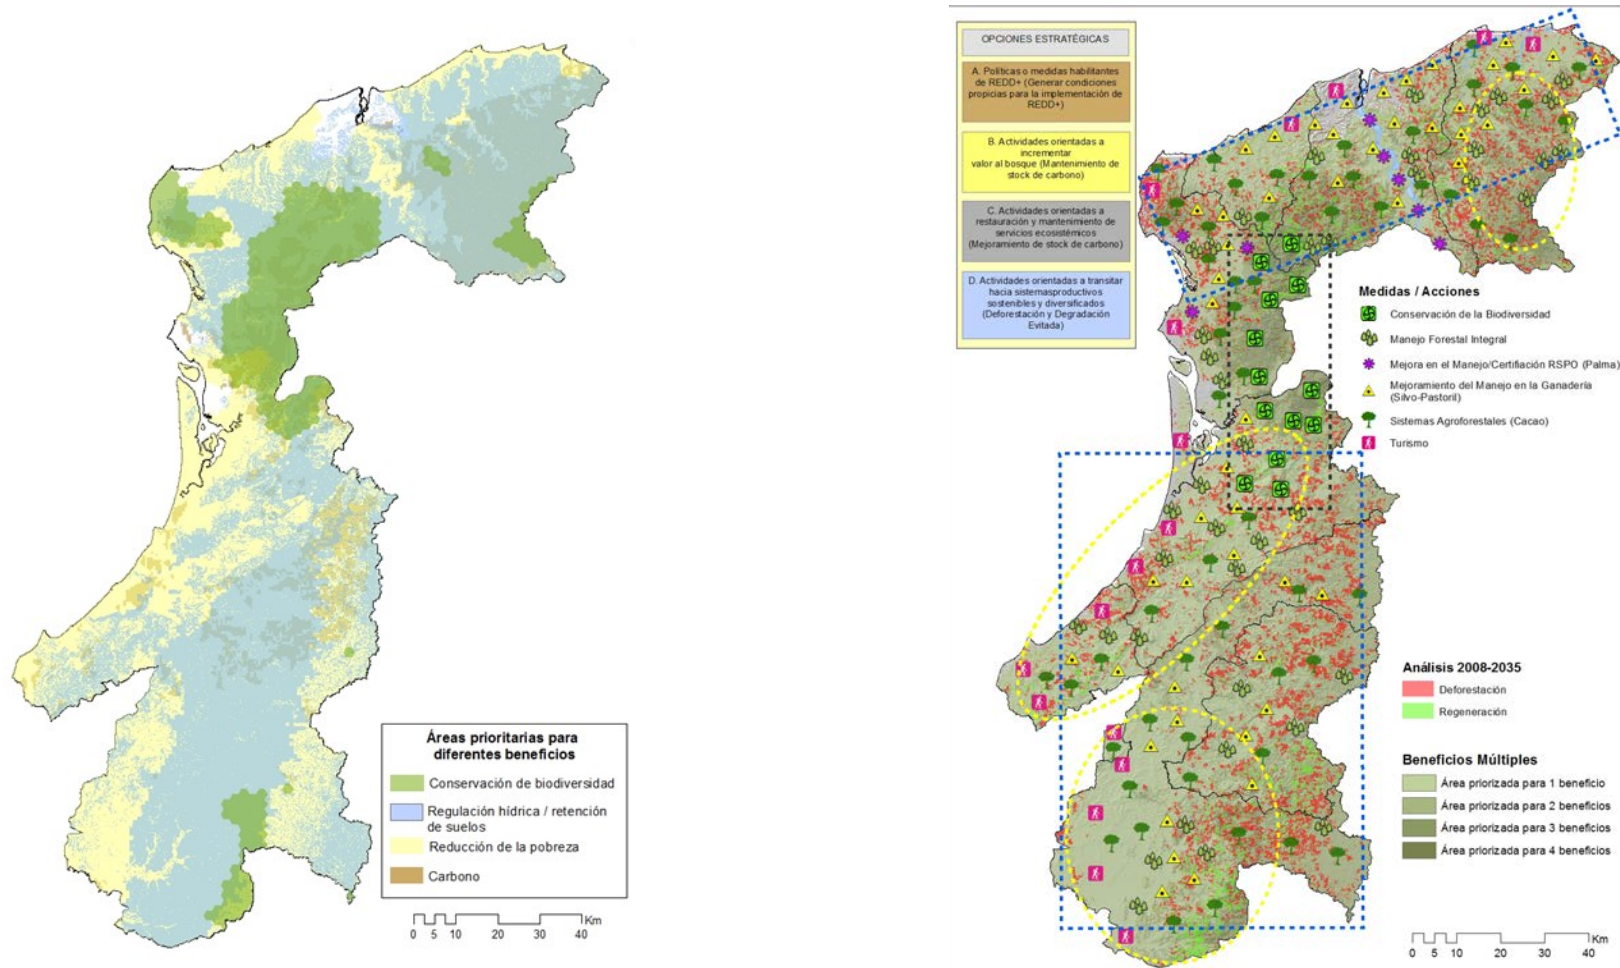 Áreas prioritarias para
diferentes beneficios
Conservación de biodiversidad
Regulación hídrica / retención
de suelos
Reducción de la pobreza
Carbono
Km
0 5 10 20 30 40
OPCIONES ESTRATÉGICAS
A. Políticas o medidas habilitantes
de REDD+ (Generar condiciones
propicias para la implementación de
REDD+)
B. Actividades orientadas a
incrementar
valor al bosque (Mantenimiento de
stock de carbono)
C. Actividades orientadas a
restauración y mantenimiento de
servicios ecosistémicos
(Mejoramiento de stock de carbono)
D. Actividades orientadas a transitar
hacia sistemasproductivos
sostenibles y diversificados
(Deforestación y Degradación
Evitada)
Medidas / Acciones
Conservación de la Biodiversidad
Manejo Forestal Integral
Mejora en el Manejo/Certifiación RSPO (Palma)
Mejoramiento del Manejo en la Ganadería
(Silvo-Pastoril)
Sistemas Agroforestales (Cacao)
Turismo
Análisis 2008-2035
Deforestación
Regeneración
Beneficios Múltiples
Área priorizada para 1 beneficio
Área priorizada para 2 beneficios
Área priorizada para 3 beneficios
Área priorizada para 4 beneficios
Km
0 5 10 20 30 40